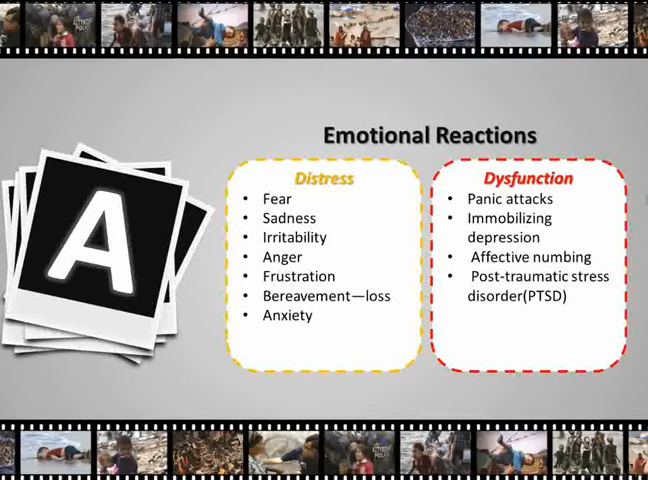 Emotional Reactions
A
Distress
• Fear
• Sadness
• Irritability
• Anger
• Frustration
• Bereavement—loss
• Anxiety
Dysfunction
• Panic attacks
• Immobilizing
depression
• Affective numbing
• Post-traumatic stress
disorder(PTSD)